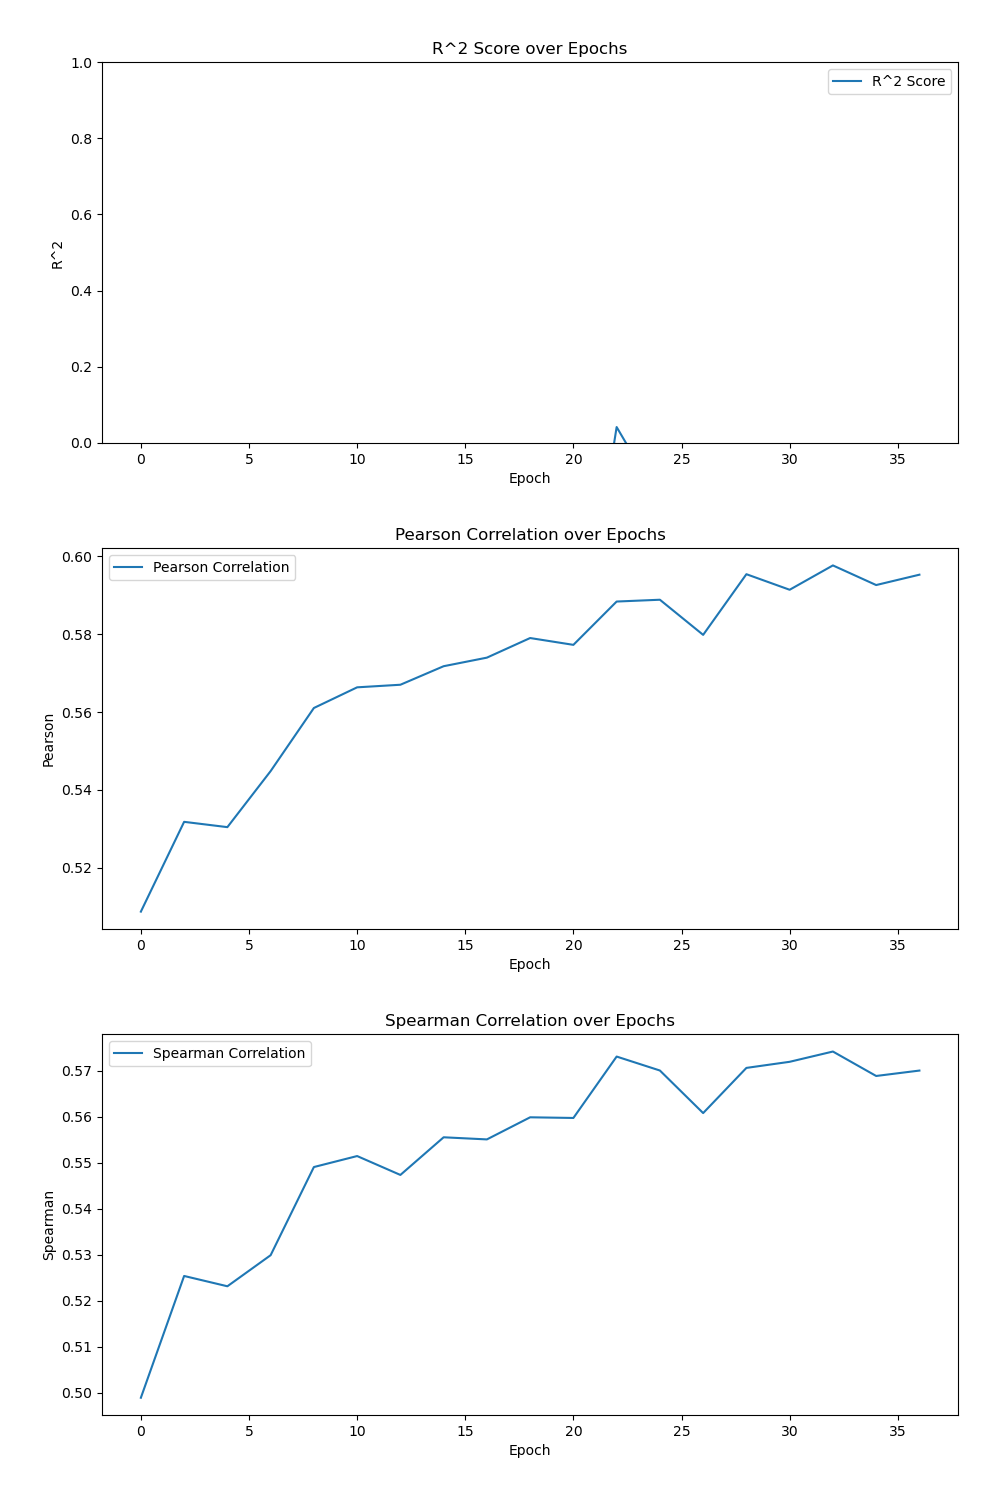 R^2 Score over Epochs
R^2 Score
1.0
0.8
0.6
0.4
0.2
0.0
R^2
0 5 10 15 20 25 30 35
Epoch
Pearson Correlation over Epochs
Pearson Correlation
0.60
0.58
0.56
0.54
0.52
Pearson
0 5 10 15 20 25 30 35
Epoch
Spearman Correlation over Epochs
Spearman Correlation
0.57
0.56
0.55
0.54
0.53
0.52
0.51
0.50
Spearman
0 5 10 15 20 25 30 35
Epoch